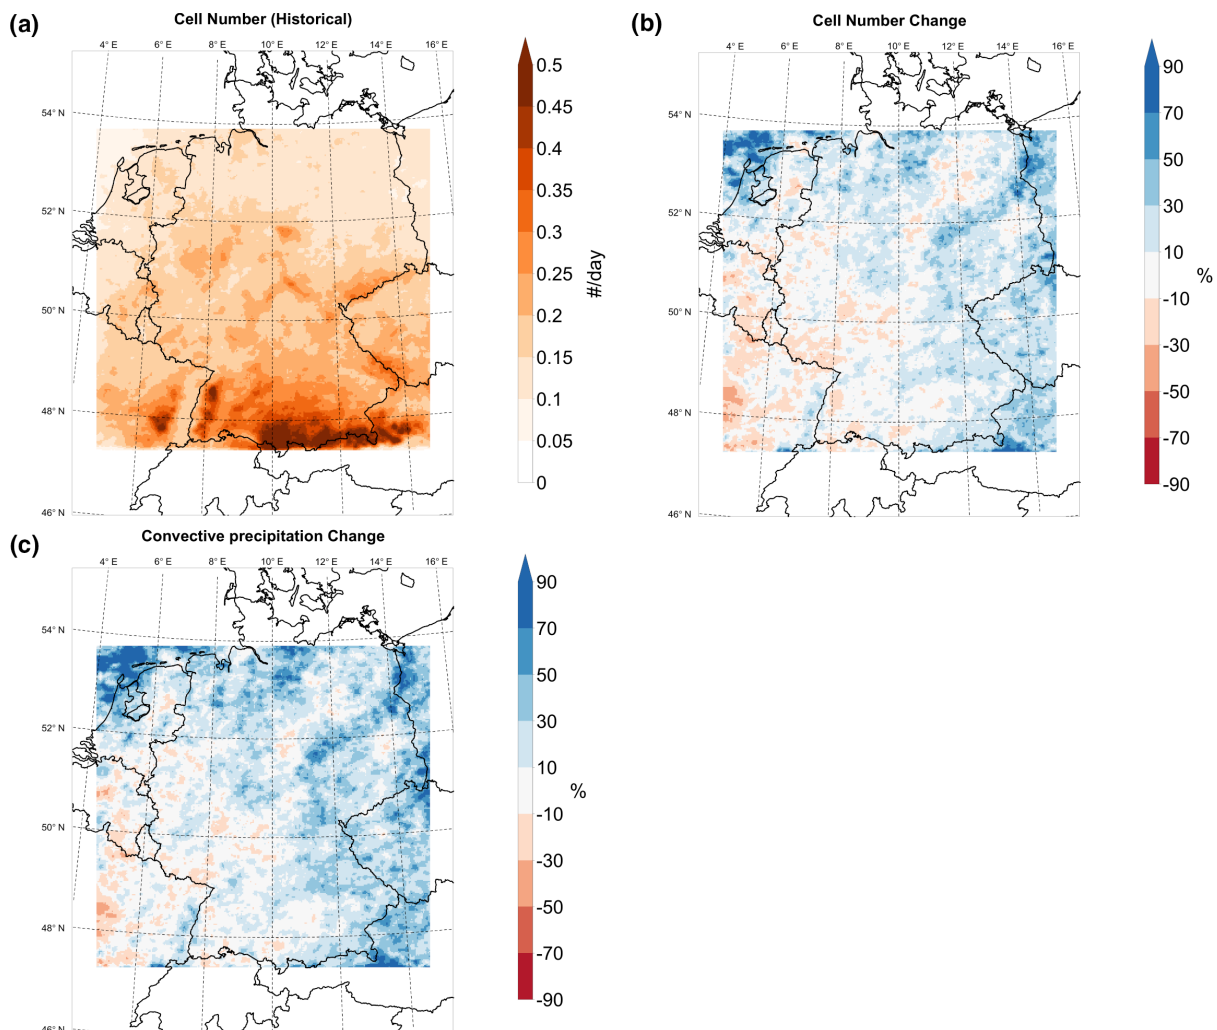 (a)
Cell Number (Historical)
4° E 6° E 8° E 10° E 12° E 14° E 16° E
54° N
52° N
50° N
48° N
46° N
0.5
0.45
0.4
0.35
0.3
0.25
0.2
0.15
0.1
0.05
0
#/day
(b)
Cell Number Change
4° E 6° E 8° E 10° E 12° E 14° E 16° E
54° N
52° N
50° N
48° N
46° N
90
70
50
30
10
-10
-30
-50
-70
-90
%
(c)
Convective precipitation Change
4° E 6° E 8° E 10° E 12° E 14° E 16° E
54° N
52° N
50° N
48° N
46° N
90
70
50
30
10
-10
-30
-50
-70
-90
%